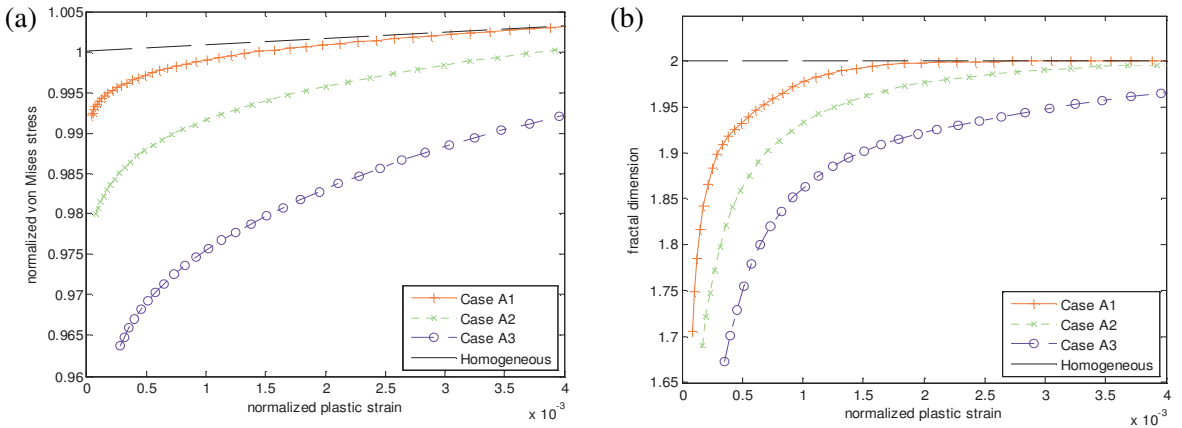 (a)
normalized von Mises stress
1.005
1
0.995
0.99
0.985
0.98
0.975
0.97
0.965
0.96
0
0.5
1
1.5
2
2.5
3
3.5
4
normalized plastic strain
x 10⁻³
Case A1
Case A2
Case A3
Homogeneous
(b)
fractal dimension
2
1.95
1.9
1.85
1.8
1.75
1.7
1.65
0
0.5
1
1.5
2
2.5
3
3.5
4
normalized plastic strain
x 10⁻³
Case A1
Case A2
Case A3
Homogeneous